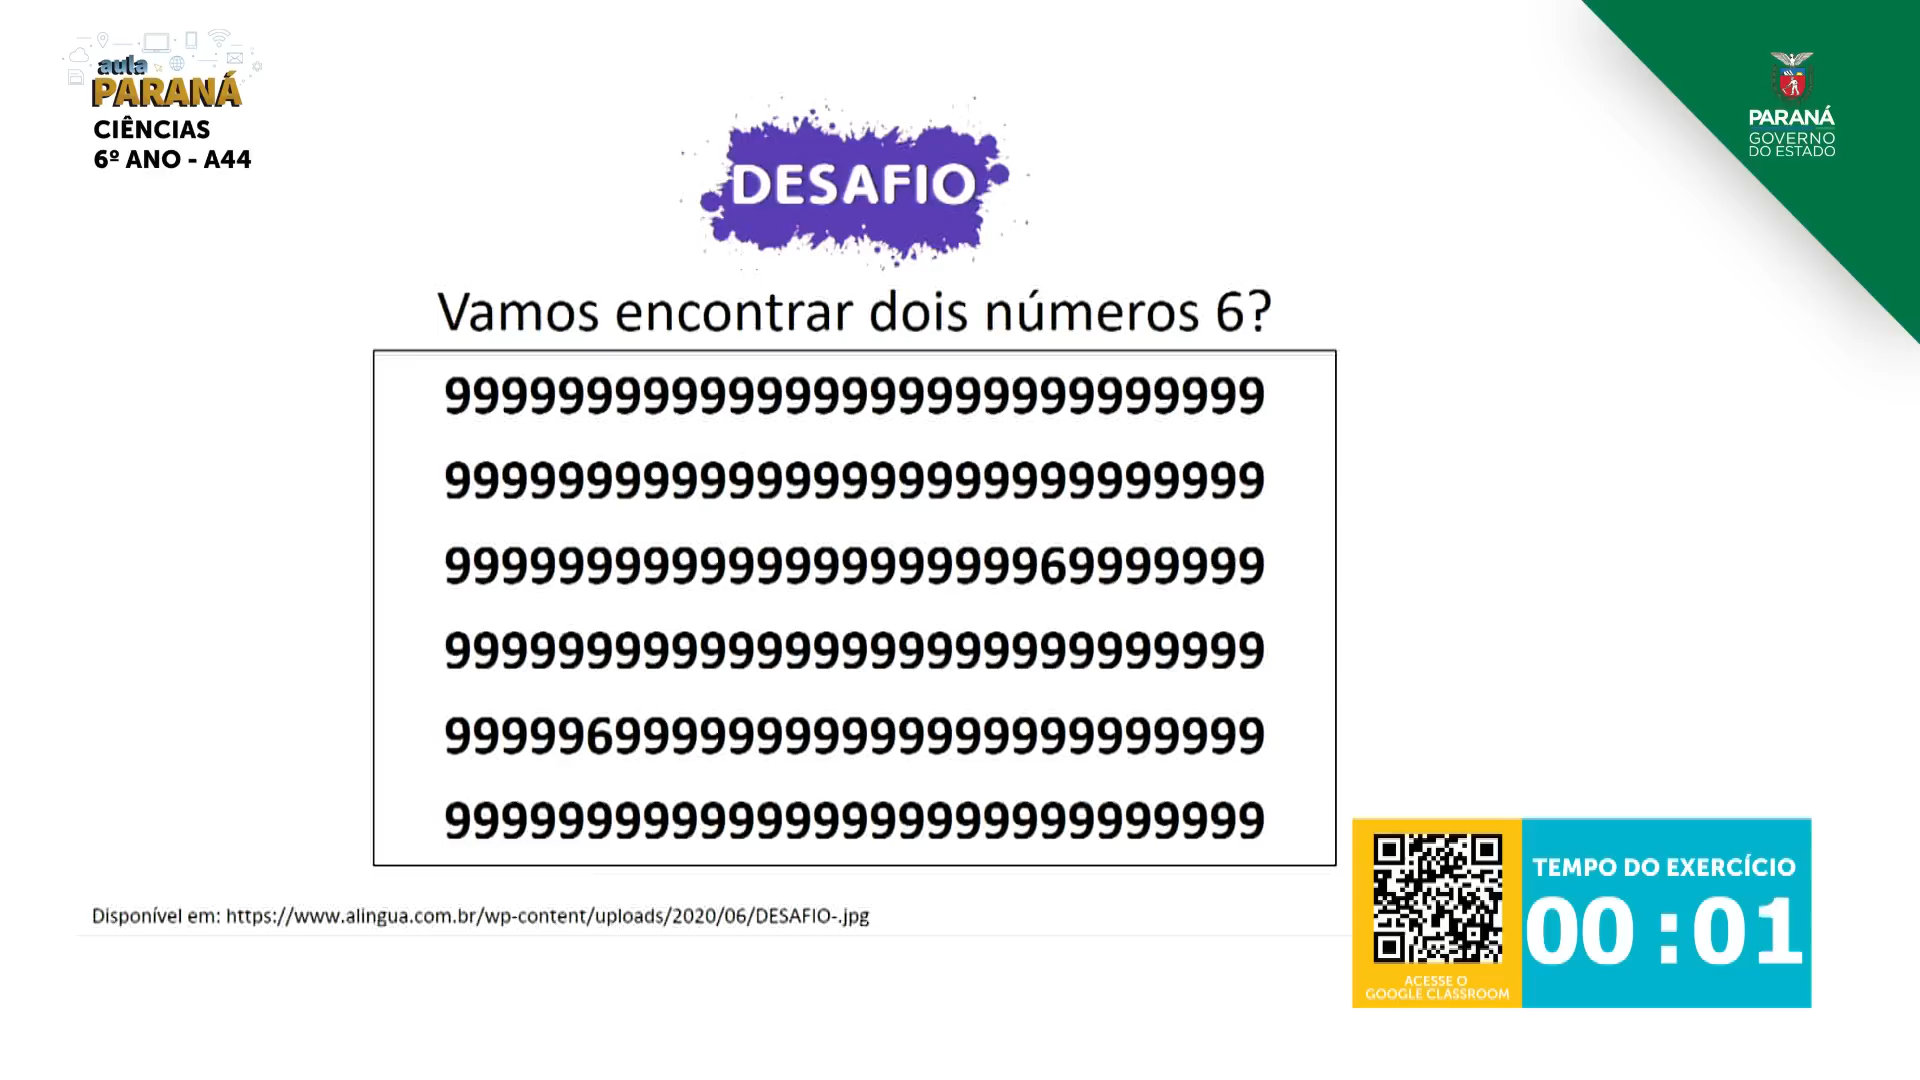 aula
PARANÁ
CIÊNCIAS
6º ANO - A44
PARANÁ
GOVERNO
DO ESTADO
DESAFIO
Vamos encontrar dois números 6?
99999999999999999999999999999
99999999999999999999999999999
99999999999999999999969999999
99999999999999999999999999999
99999699999999999999999999999
99999999999999999999999999999
Disponível em: https://www.alingua.com.br/wp-content/uploads/2020/06/DESAFIO-.jpg
TEMPO DO EXERCÍCIO
00:01
ACESSE O
GOOGLE CLASSROOM